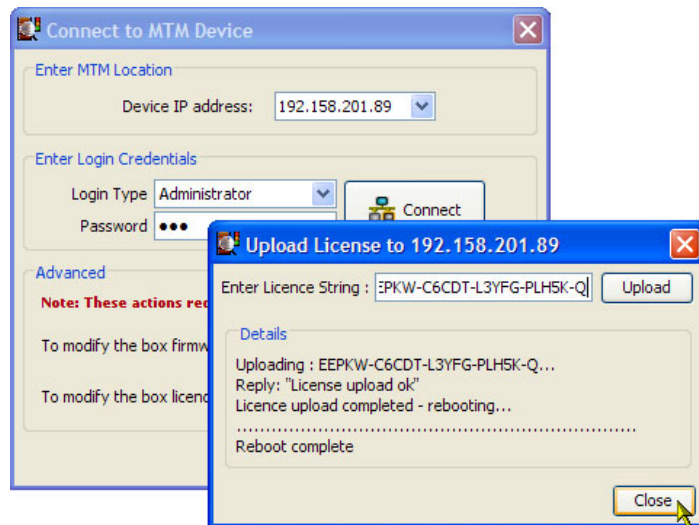 Connect to MTM Device
Enter MTM Location
Device IP address: 192.158.201.89
Enter Login Credentials
Login Type Administrator
Password ●●●
Connect
Advanced
Note: These actions
To modify the box
To modify the box
Upload License to 192.158.201.89
Enter Licence String : EPKW-C6CDT-L3YFG-PLH5K-Q Upload
Details
Uploading : EEPKW-C6CDT-L3YFG-PLH5K-Q...
Reply: "License upload ok"
Licence upload completed - rebooting...
......................................................................
Reboot complete
Close